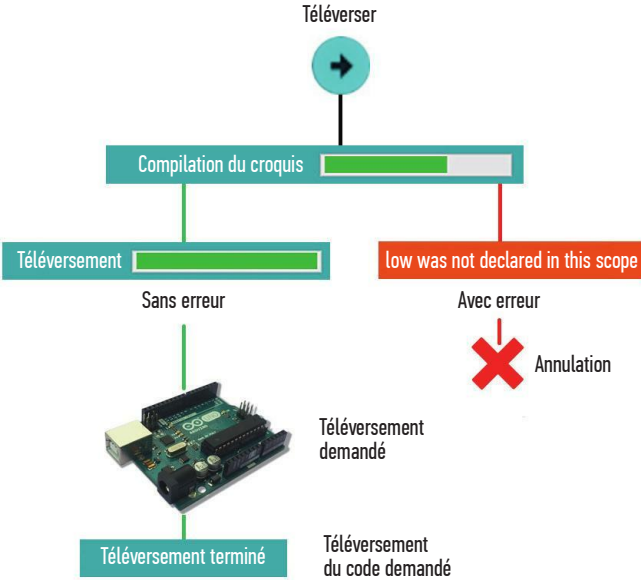 Téléverser
Compilation du croquis
Téléversement
low was not declared in this scope
Sans erreur
Avec erreur
Annulation
Téléversement
demandé
Téléversement terminé
Téléversement
du code demandé